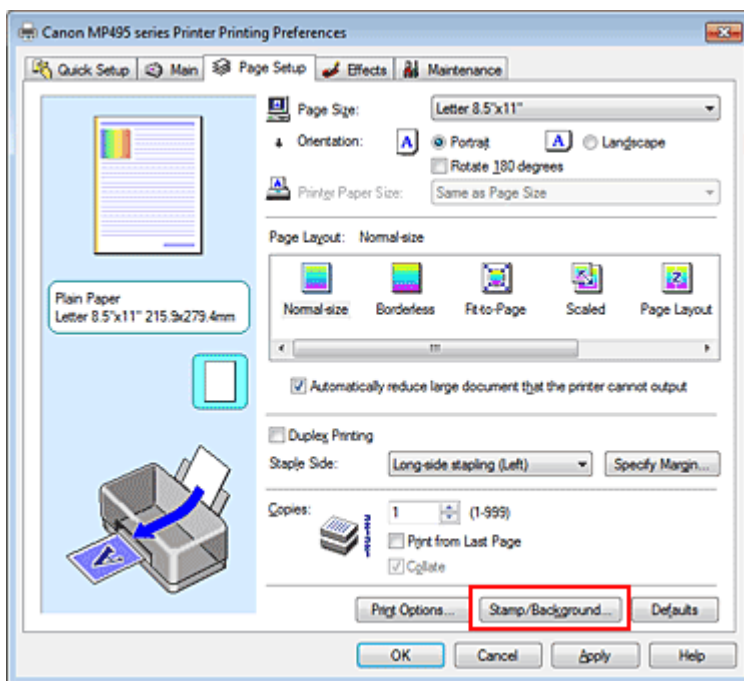 Canon MP495 series Printer Printing Preferences
Quick Setup Main Page Setup Effects Maintenance
Page Size: Letter 8.5"x11"
Orientation: A Portrait A Landscape
Rotate 180 degrees
Printer Paper Size: Same as Page Size
Page Layout: Normal-size
Normal-size Borderless Fit-to-Page Scaled Page Layout
Plain Paper
Letter 8.5"x11" 215.9x279.4mm
Automatically reduce large document that the printer cannot output
Duplex Printing
Staple Side: Long-side stapling (Left) Specify Margin...
Copies: 1 (1-999)
Print from Last Page
Collate
Print Options... Stamp/Background... Defaults
OK Cancel Apply Help